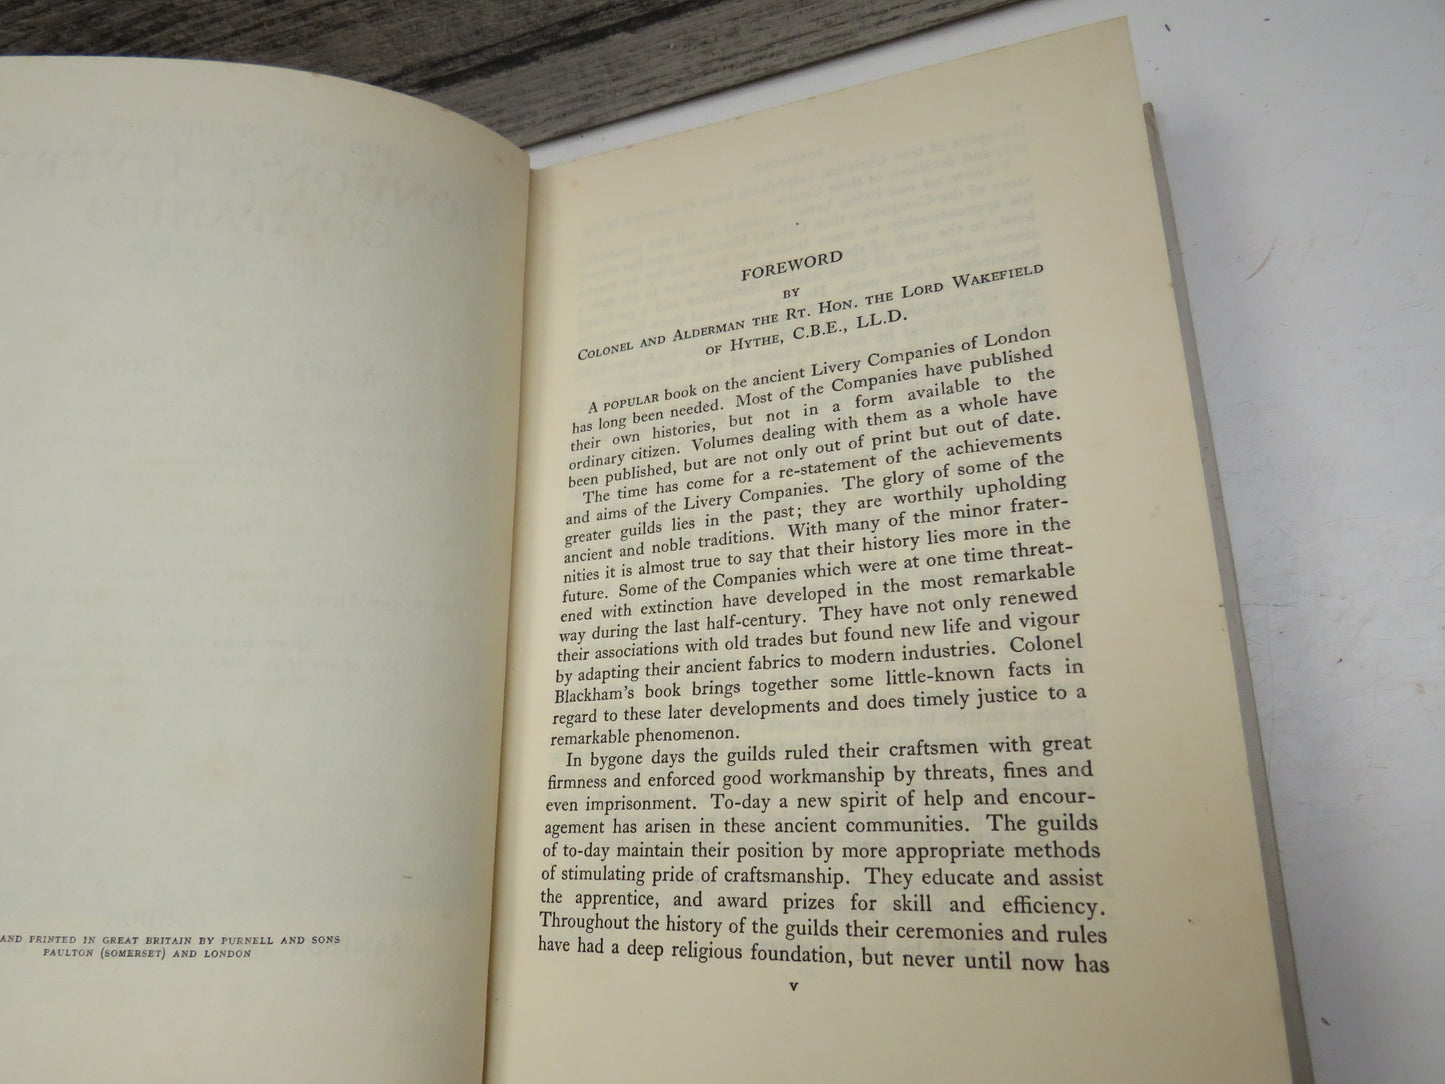 AND PRINTED IN GREAT BRITAIN BY PURNELL AND SONS
PAULTON (SOMERSET) AND LONDON
FOREWORD
BY
COLONEL AND ALDERMAN THE RT. HON. THE LORD WAKEFIELD
OF HYTHE, C.B.E., LL.D.
A POPULAR book on the ancient Livery Companies of London
has long been needed. Most of the Companies have published
their own histories, but not in a form available to the
ordinary citizen. Volumes dealing with them as a whole have
been published, but are not only out of print but out of date.
The time has come for a re-statement of the achievements
and aims of the Livery Companies. The glory of some of the
greater guilds lies in the past; they are worthily upholding
ancient and noble traditions. With many of the minor frater-
nities it is almost true to say that their history lies more in the
future. Some of the Companies which were at one time threat-
ened with extinction have developed in the most remarkable
way during the last half-century. They have not only renewed
their associations with old trades but found new life and vigour
by adapting their ancient fabrics to modern industries. Colonel
Blackham's book brings together some little-known facts in
regard to these later developments and does timely justice to a
remarkable phenomenon.
In bygone days the guilds ruled their craftsmen with great
firmness and enforced good workmanship by threats, fines and
even imprisonment. To-day a new spirit of help and encour-
agement has arisen in these ancient communities. The guilds
of to-day maintain their position by more appropriate methods
of stimulating pride of craftsmanship. They educate and assist
the apprentice, and award prizes for skill and efficiency.
Throughout the history of the guilds their ceremonies and rules
have had a deep religious foundation, but never until now has
v